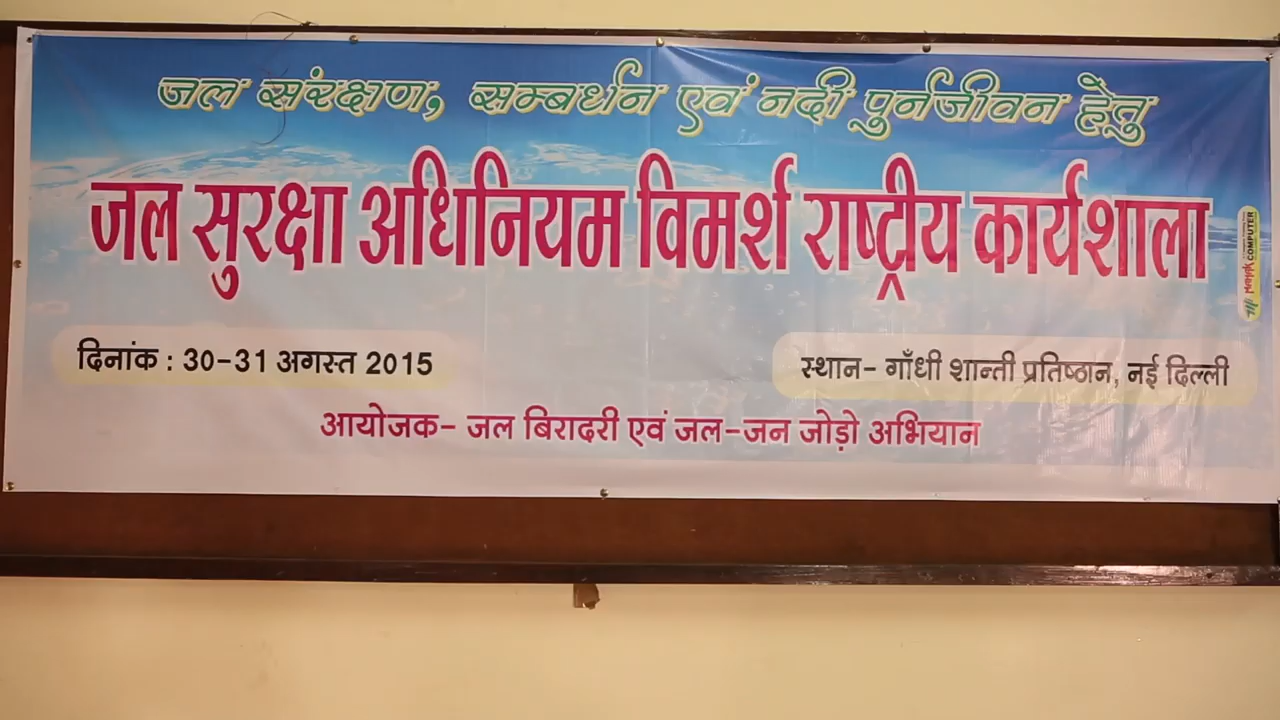 जल संरक्षण, सम्बर्धन एवं नदी पुर्नजीवन हेतु
जल सुरक्षा अधिनियम विमर्श राष्ट्रीय कार्यशाला
दिनांक : 30-31 अगस्त 2015
स्थान- गाँधी शान्ती प्रतिष्ठान, नई दिल्ली
आयोजक- जल बिरादरी एवं जल-जन जोड़ो अभियान
COMPUTER